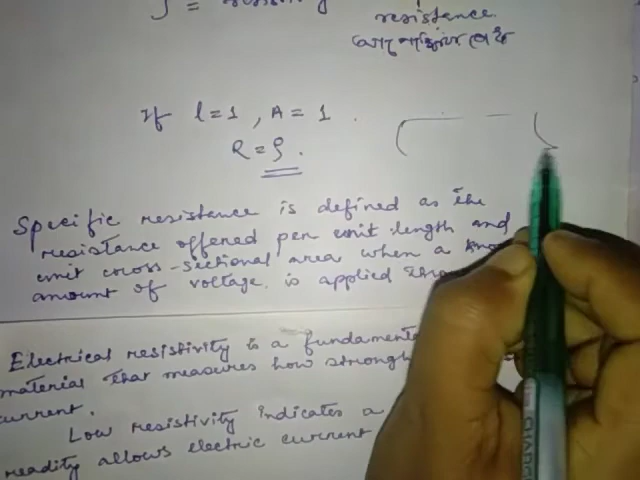 ρ = resisti
resistance.
If l=1, A=1.
R=ρ.
Specific resistance is defined as the
resistance offered per unit length and
unit cross-sectional area when a
amount of voltage is applied
Electrical resistivity is a
material that measures how
current.
Low resistivity indicates a
readily allows electric current